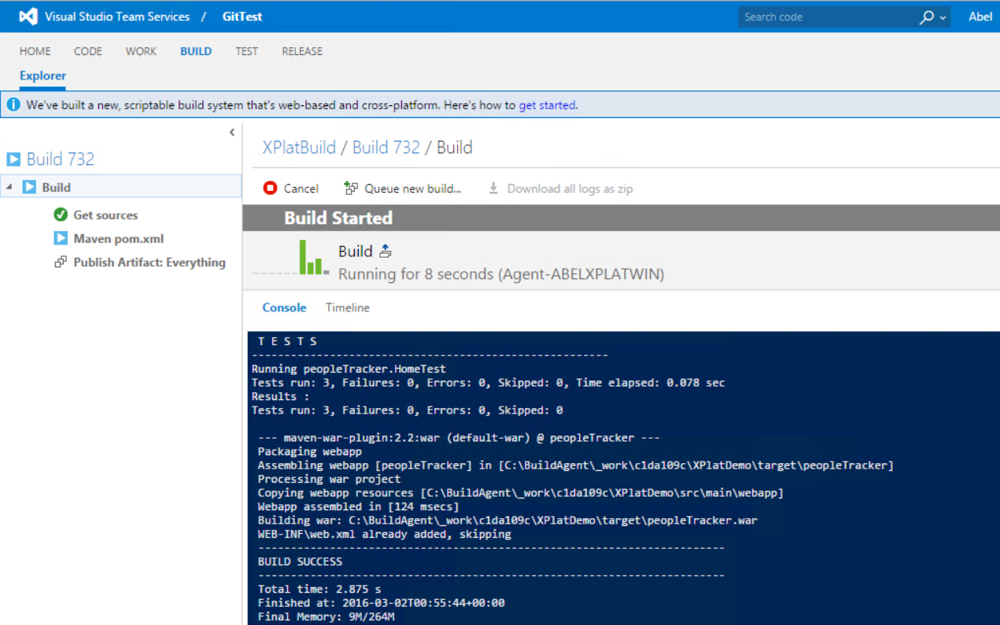 Visual Studio Team Services / GitTest
Search code
Abel
HOME CODE WORK BUILD TEST RELEASE
Explorer
We've built a new, scriptable build system that's web-based and cross-platform. Here's how to get started.
Build 732
Build
Get sources
Maven pom.xml
Publish Artifact: Everything
XPlatBuild / Build 732 / Build
Cancel Queue new build... Download all logs as zip
Build Started
Build
Running for 8 seconds (Agent-ABELXPLATWIN)
Console Timeline
T E S T S
-------------------------------------------------------
Running peopleTracker.HomeTest
Tests run: 3, Failures: 0, Errors: 0, Skipped: 0, Time elapsed: 0.078 sec
Results :
Tests run: 3, Failures: 0, Errors: 0, Skipped: 0
--- maven-war-plugin:2.2:war (default-war) @ peopleTracker ---
Packaging webapp
Assembling webapp [peopleTracker] in [C:\BuildAgent\_work\c1da109c\XPlatDemo\target\peopleTracker]
Processing war project
Copying webapp resources [C:\BuildAgent\_work\c1da109c\XPlatDemo\src\main\webapp]
Webapp assembled in [124 msecs]
Building war: C:\BuildAgent\_work\c1da109c\XPlatDemo\target\peopleTracker.war
WEB-INF\web.xml already added, skipping
------------------------------------------------------------------------
BUILD SUCCESS
------------------------------------------------------------------------
Total time: 2.875 s
Finished at: 2016-03-02T00:55:44+00:00
Final Memory: 9M/264M